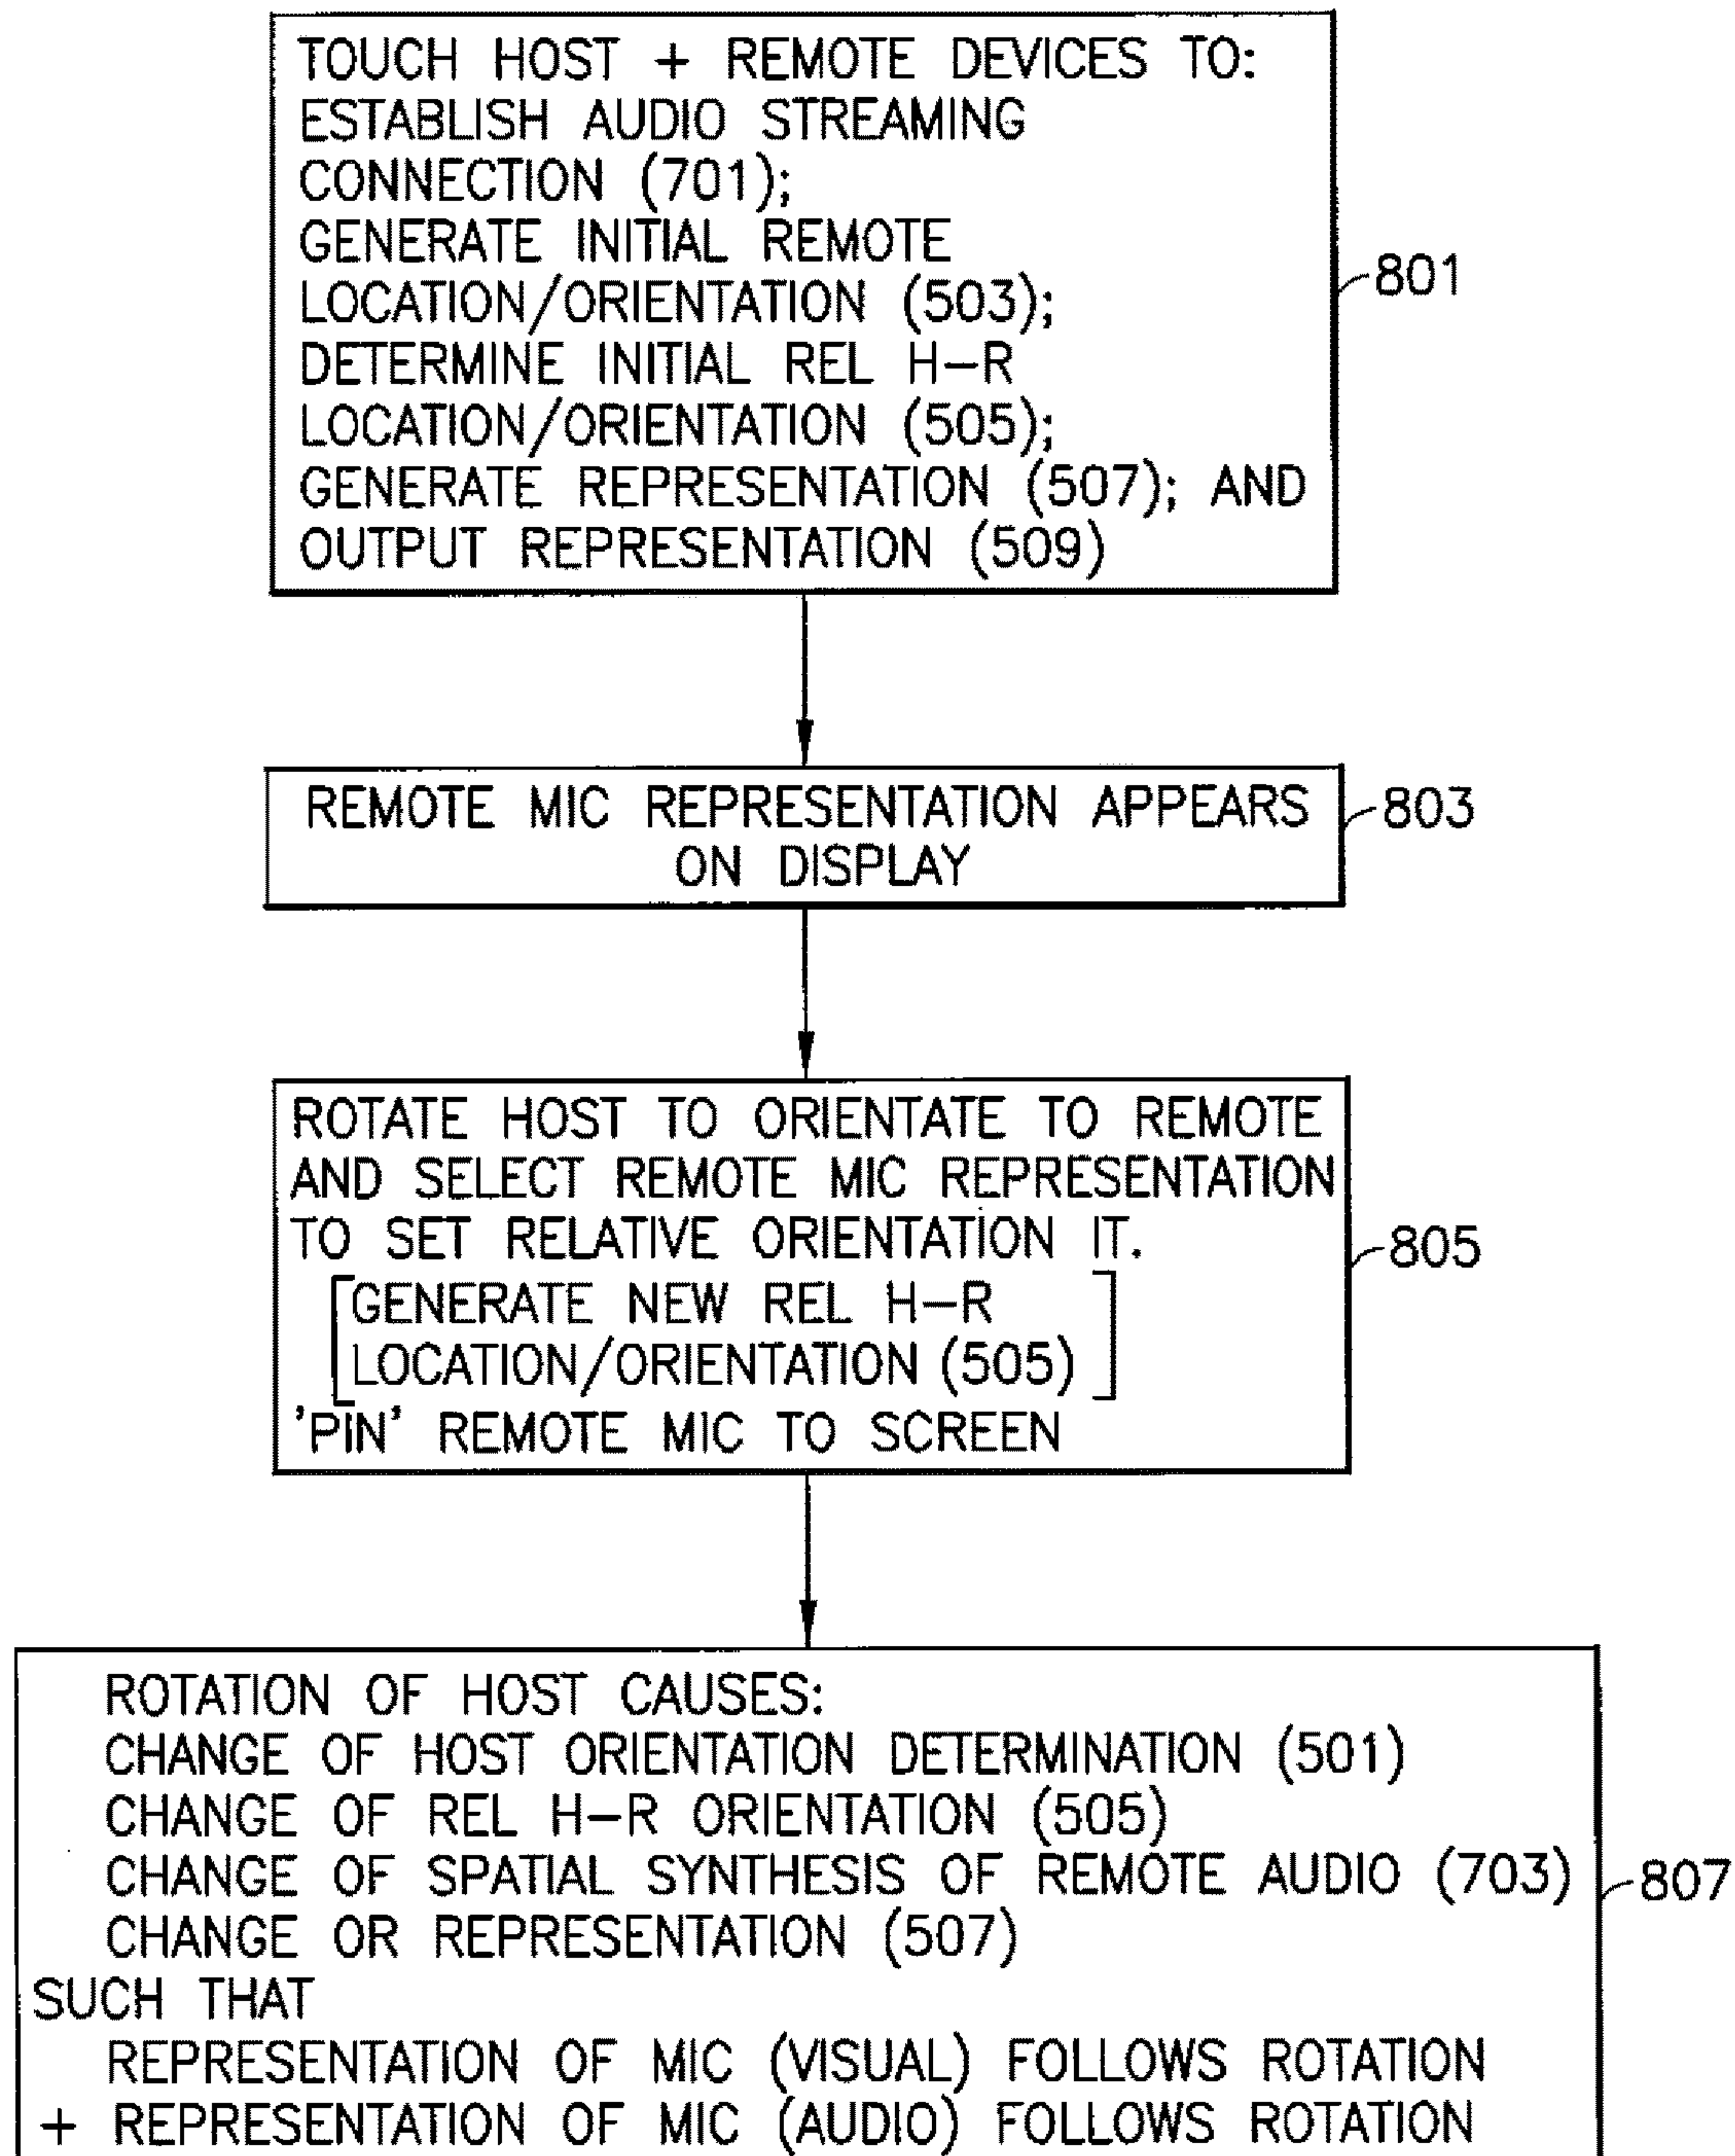 TOUCH HOST + REMOTE DEVICES TO:
ESTABLISH AUDIO STREAMING
CONNECTION (701);
GENERATE INITIAL REMOTE
LOCATION/ORIENTATION (503);
DETERMINE INITIAL REL H-R
LOCATION/ORIENTATION (505);
GENERATE REPRESENTATION (507); AND
OUTPUT REPRESENTATION (509)
801
REMOTE MIC REPRESENTATION APPEARS
ON DISPLAY
803
ROTATE HOST TO ORIENTATE TO REMOTE
AND SELECT REMOTE MIC REPRESENTATION
TO SET RELATIVE ORIENTATION IT.
[GENERATE NEW REL H-R
LOCATION/ORIENTATION (505)]
'PIN' REMOTE MIC TO SCREEN
805
ROTATION OF HOST CAUSES:
CHANGE OF HOST ORIENTATION DETERMINATION (501)
CHANGE OF REL H-R ORIENTATION (505)
CHANGE OF SPATIAL SYNTHESIS OF REMOTE AUDIO (703)
CHANGE OR REPRESENTATION (507)
SUCH THAT
REPRESENTATION OF MIC (VISUAL) FOLLOWS ROTATION
+ REPRESENTATION OF MIC (AUDIO) FOLLOWS ROTATION
807